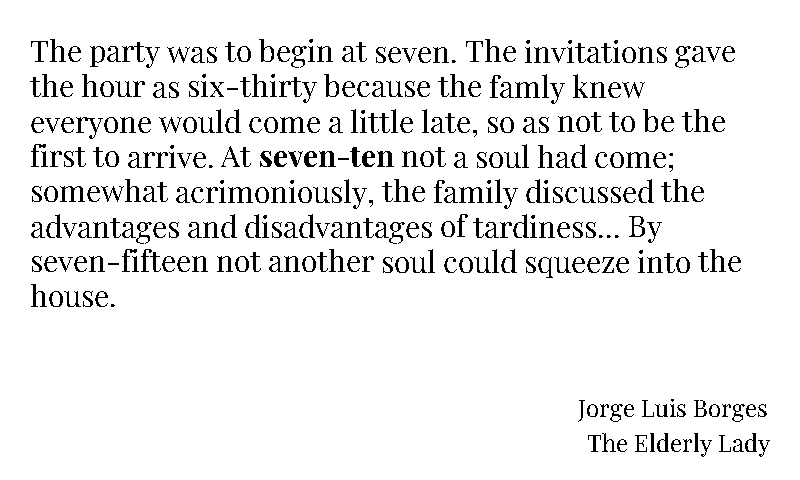 The party was to begin at seven. The invitations gave
the hour as six-thirty because the famly knew
everyone would come a little late, so as not to be the
first to arrive. At seven-ten not a soul had come;
somewhat acrimoniously, the family discussed the
advantages and disadvantages of tardiness... By
seven-fifteen not another soul could squeeze into the
house.
Jorge Luis Borges
The Elderly Lady